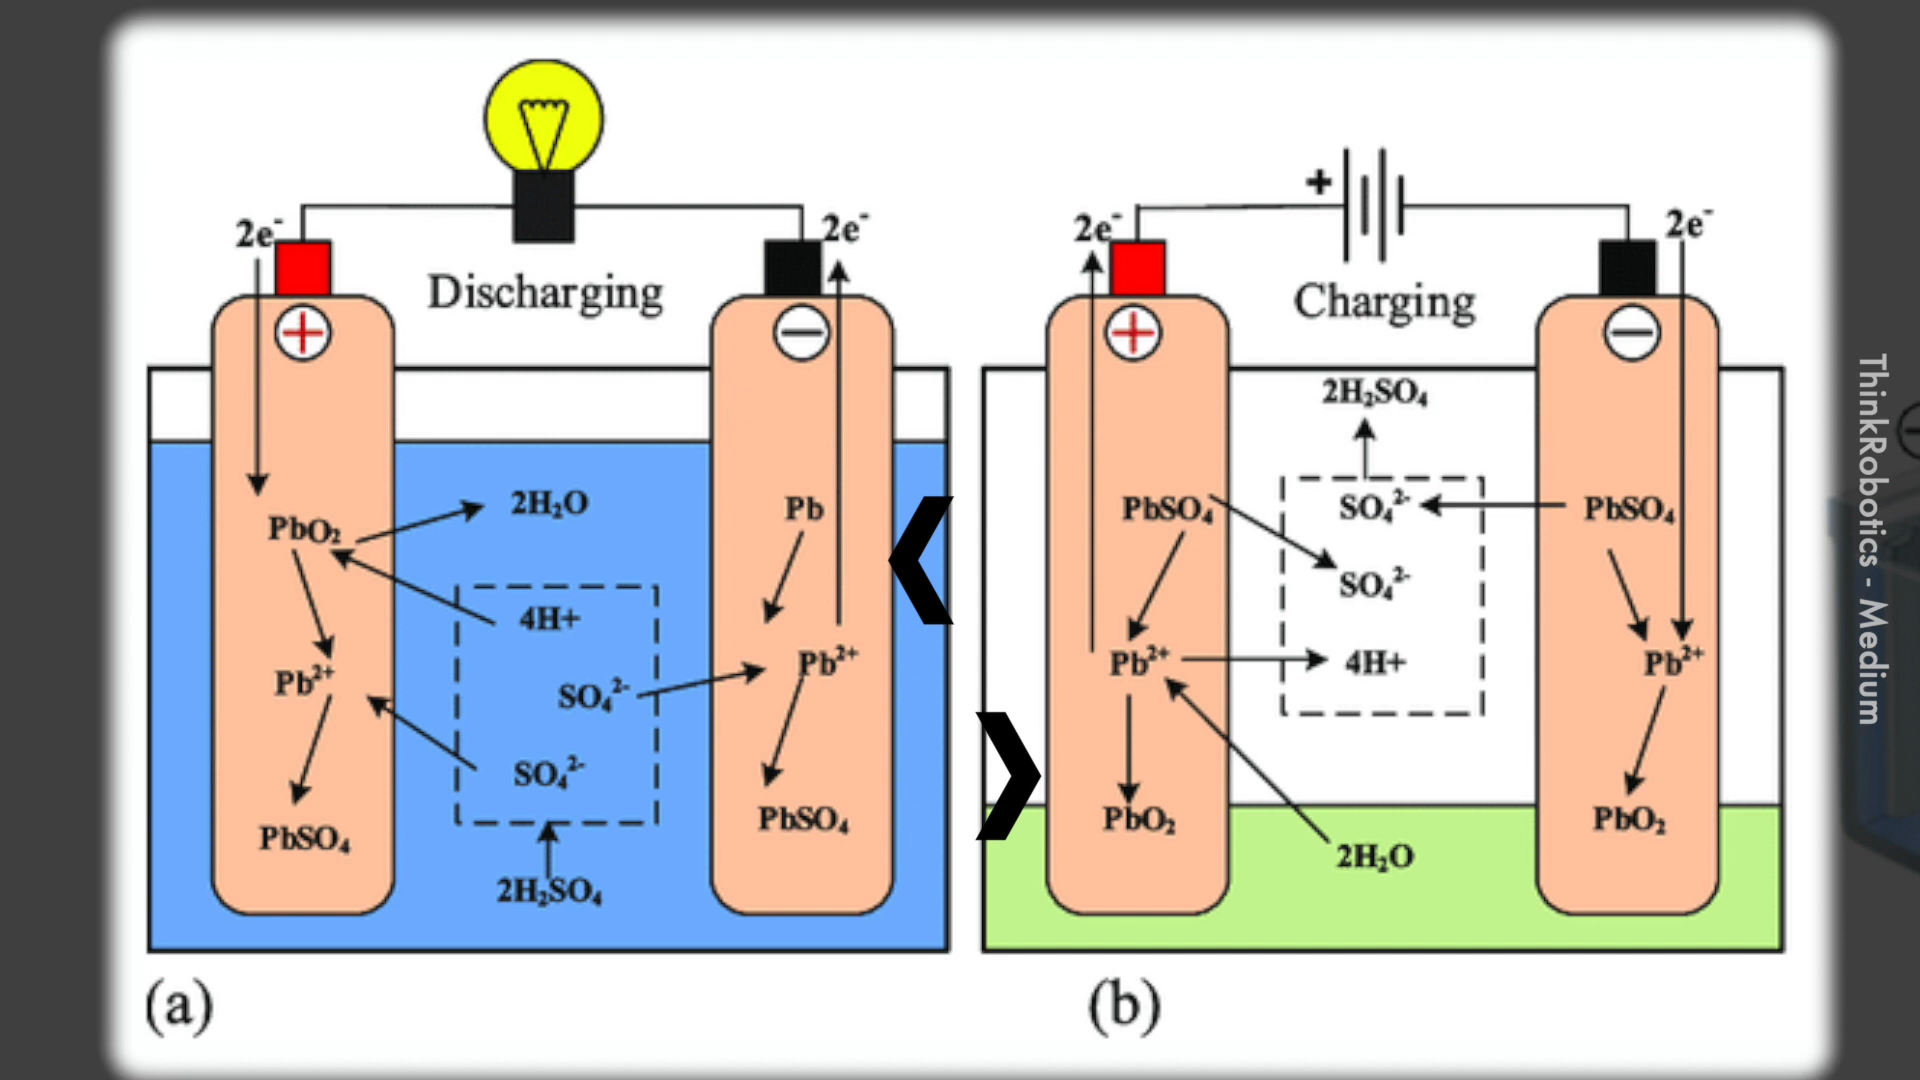 2e⁻
2e⁻
Discharging
+
−
PbO₂
2H₂O
Pb
4H+
Pb²⁺
SO₄²⁻
Pb²⁺
SO₄²⁻
PbSO₄
PbSO₄
2H₂SO₄
(a)
+
2e⁻
2e⁻
Charging
+
−
2H₂SO₄
PbSO₄
SO₄²⁻
PbSO₄
SO₄²⁻
Pb²⁺
4H+
Pb²⁺
PbO₂
PbO₂
2H₂O
(b)
ThinkRobotics - Medium